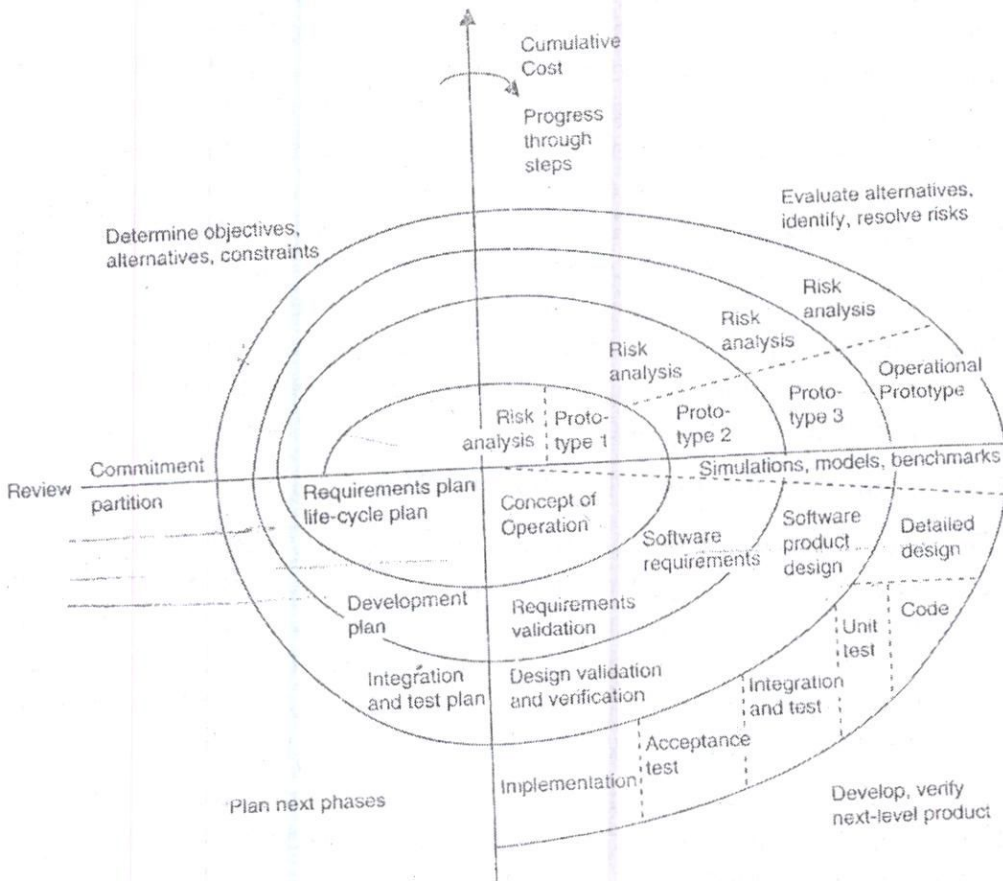 Cumulative
Cost
Progress
through
steps
Determine objectives,
alternatives, constraints
Evaluate alternatives,
identify, resolve risks
Risk
analysis
Risk
analysis
Risk
analysis
Risk
analysis
Proto-
type 1
Proto-
type 2
Proto-
type 3
Operational
Prototype
Review
Commitment
partition
Simulations, models, benchmarks
Requirements plan
life-cycle plan
Concept of
Operation
Software
requirements
Software
product
design
Detailed
design
Development
plan
Requirements
validation
Unit
test
Code
Integration
and test plan
Design validation
and verification
Integration
and test
Acceptance
test
Implementation
Plan next phases
Develop, verify
next-level product